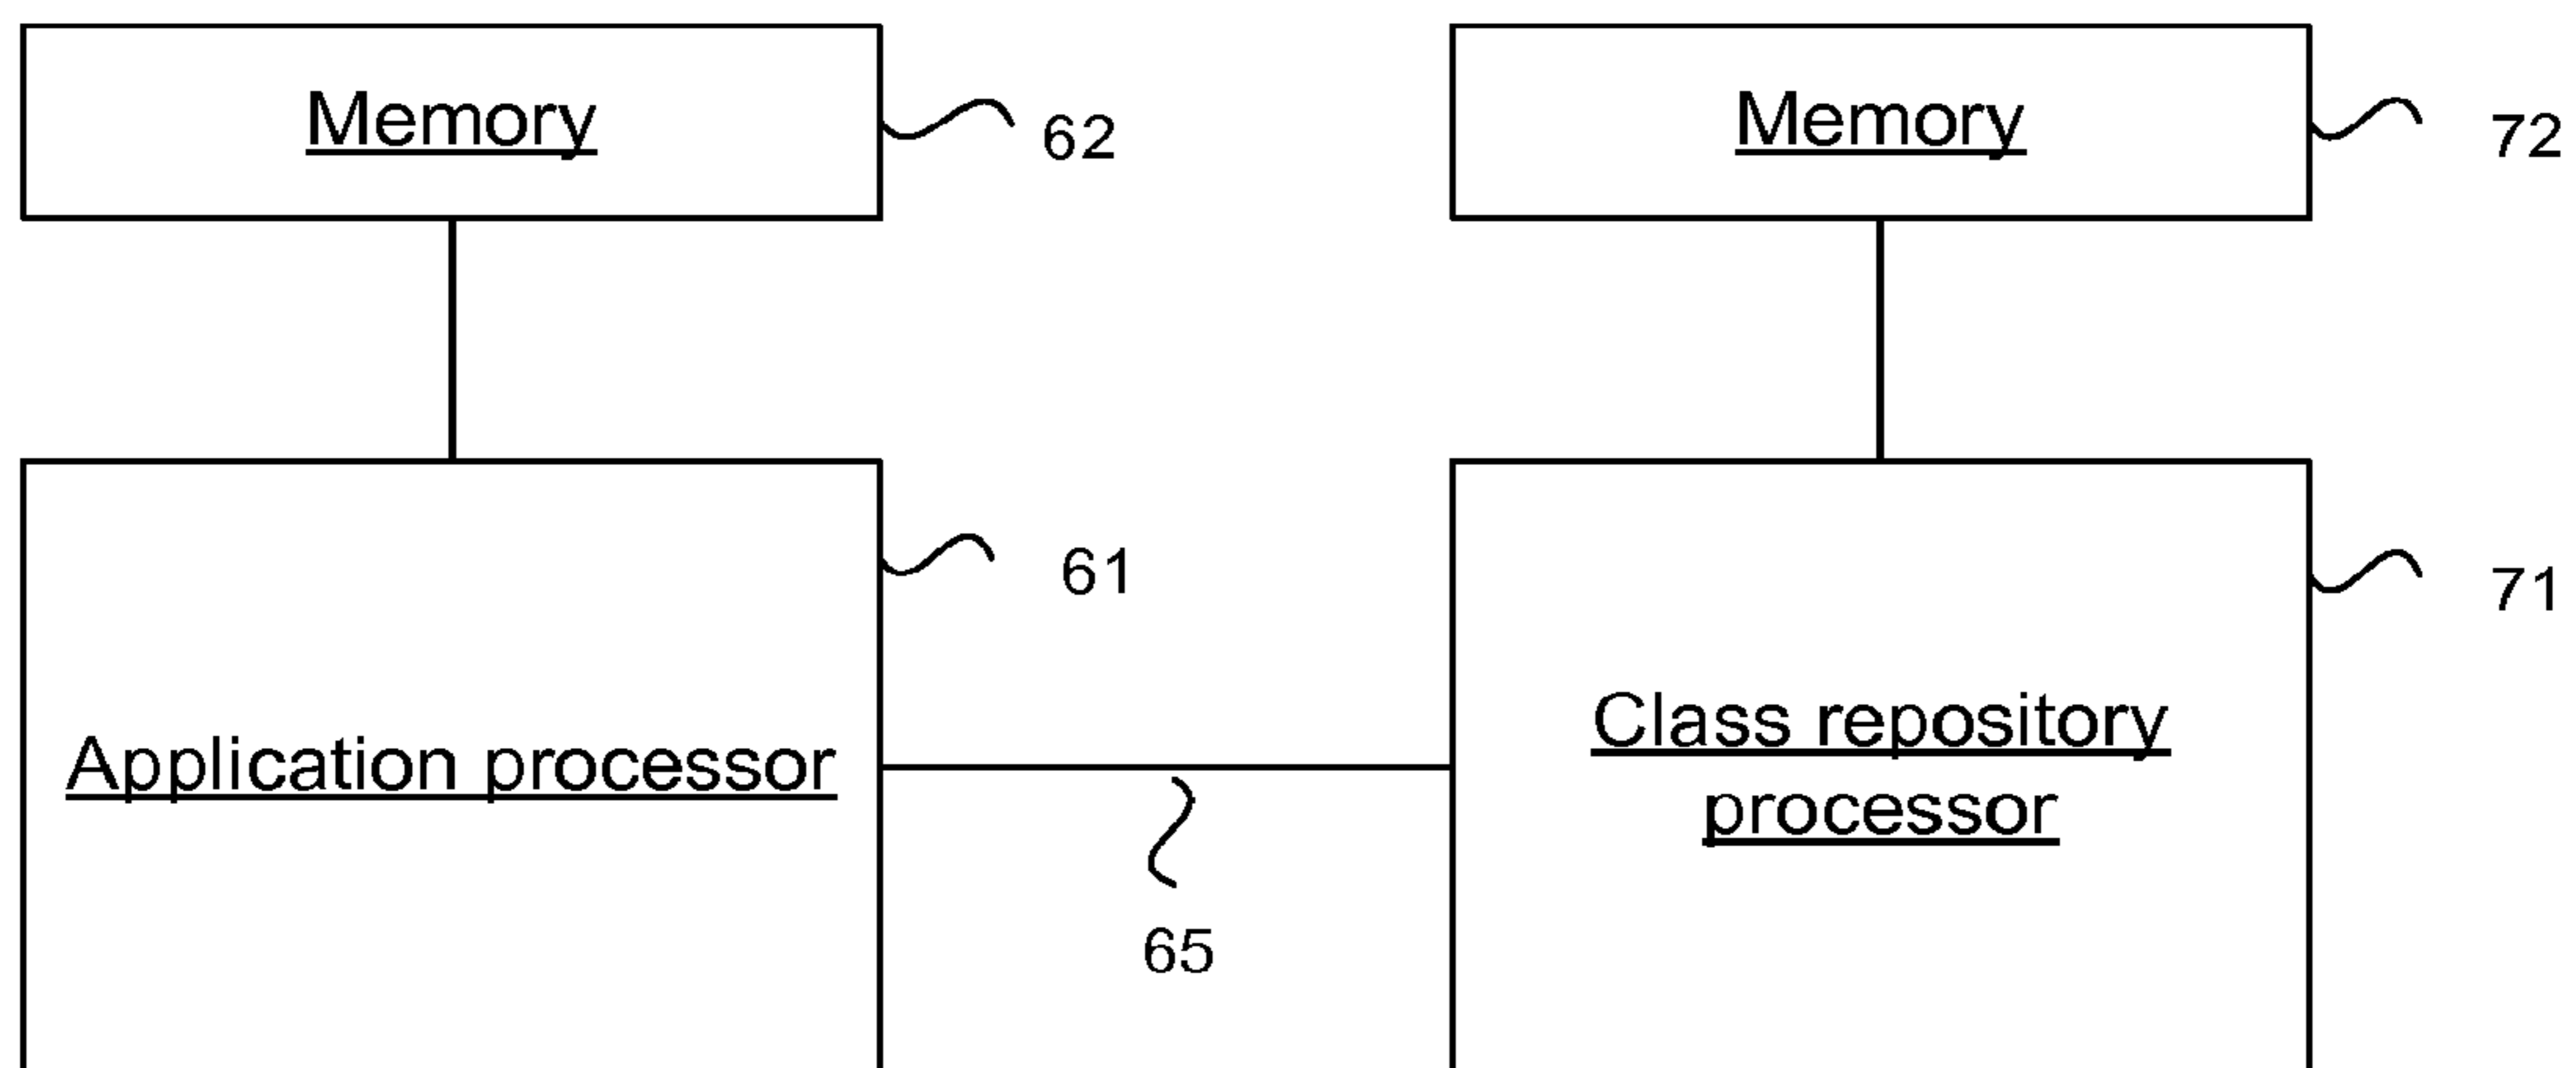 Memory
62
Memory
72
61
71
Application processor
Class repository
processor
65